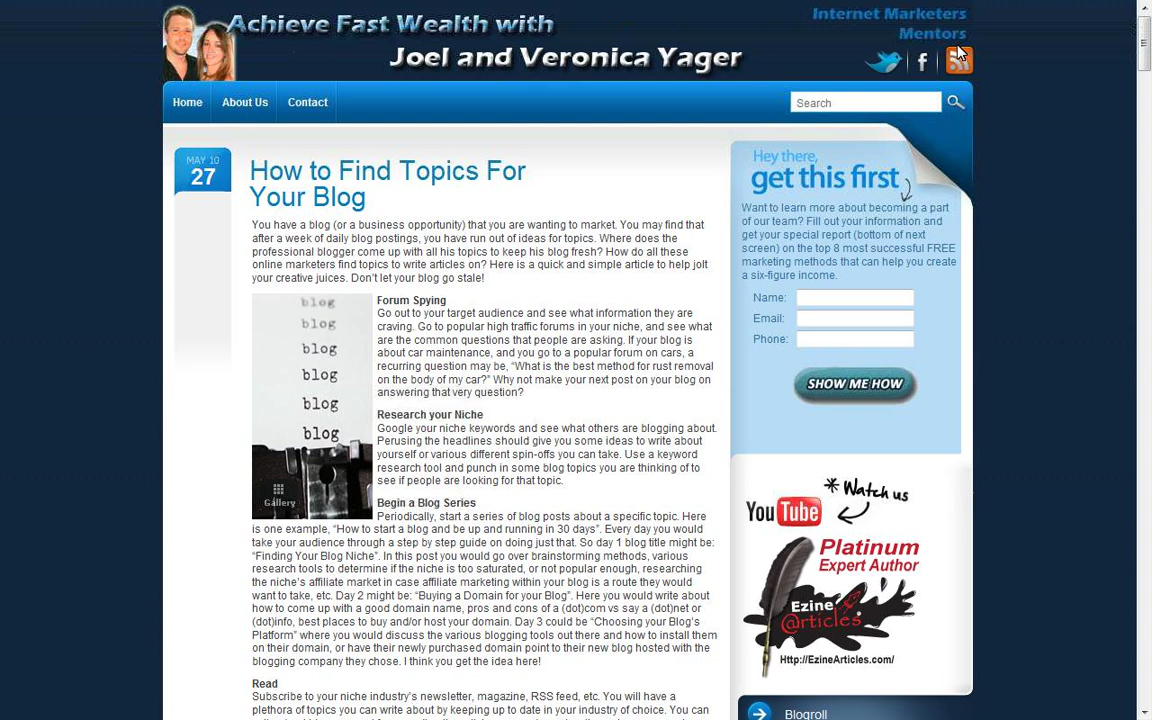 Achieve Fast Wealth with
Joel and Veronica Yager
Internet Marketers
Mentors
Home About Us Contact
Search
MAY 10
27
How to Find Topics For
Your Blog
You have a blog (or a business opportunity) that you are wanting to market. You may find that
after a week of daily blog postings, you have run out of ideas for topics. Where does the
professional blogger come up with all his topics to keep his blog fresh? How do all these
online marketers find topics to write articles on? Here is a quick and simple article to help jolt
your creative juices. Don't let your blog go stale!
blog
blog
blog
blog
blog
blog
Gallery
Forum Spying
Go out to your target audience and see what information they are
craving. Go to popular high traffic forums in your niche, and see what
are the common questions that people are asking. If your blog is
about car maintenance, and you go to a popular forum on cars, a
recurring question may be, “What is the best method for rust removal
on the body of my car?” Why not make your next post on your blog on
answering that very question?
Research your Niche
Google your niche keywords and see what others are blogging about.
Perusing the headlines should give you some ideas to write about
yourself or various different spin-offs you can take. Use a keyword
research tool and punch in some blog topics you are thinking of to
see if people are looking for that topic.
Begin a Blog Series
Periodically, start a series of blog posts about a specific topic. Here
is one example, “How to start a blog and be up and running in 30 days”. Every day you would
take your audience through a step by step guide on doing just that. So day 1 blog title might be:
“Finding Your Blog Niche”. In this post you would go over brainstorming methods, various
research tools to determine if the niche is too saturated, or not popular enough, researching
the niche's affiliate market in case affiliate marketing within your blog is a route they would
want to take, etc. Day 2 might be: “Buying a Domain for your Blog”. Here you would write about
how to come up with a good domain name, pros and cons of a (dot)com vs say a (dot)net or
(dot)info, best places to buy and/or host your domain. Day 3 could be “Choosing your Blog's
Platform” where you would discuss the various blogging tools out there and how to install them
on their domain, or have their newly purchased domain point to their new blog hosted with the
blogging company they chose. I think you get the idea here!
Read
Subscribe to your niche industry's newsletter, magazine, RSS feed, etc. You will have a
plethora of topics you can write about by keeping up to date in your industry of choice. You can
Hey there,
get this first
Want to learn more about becoming a part
of our team? Fill out your information and
get your special report (bottom of next
screen) on the top 8 most successful FREE
marketing methods that can help you create
a six-figure income.
Name:
Email:
Phone:
SHOW ME HOW
* Watch us
You Tube
Platinum
Expert Author
Ezine
@rticles
Http://EzineArticles.com/
Blogroll